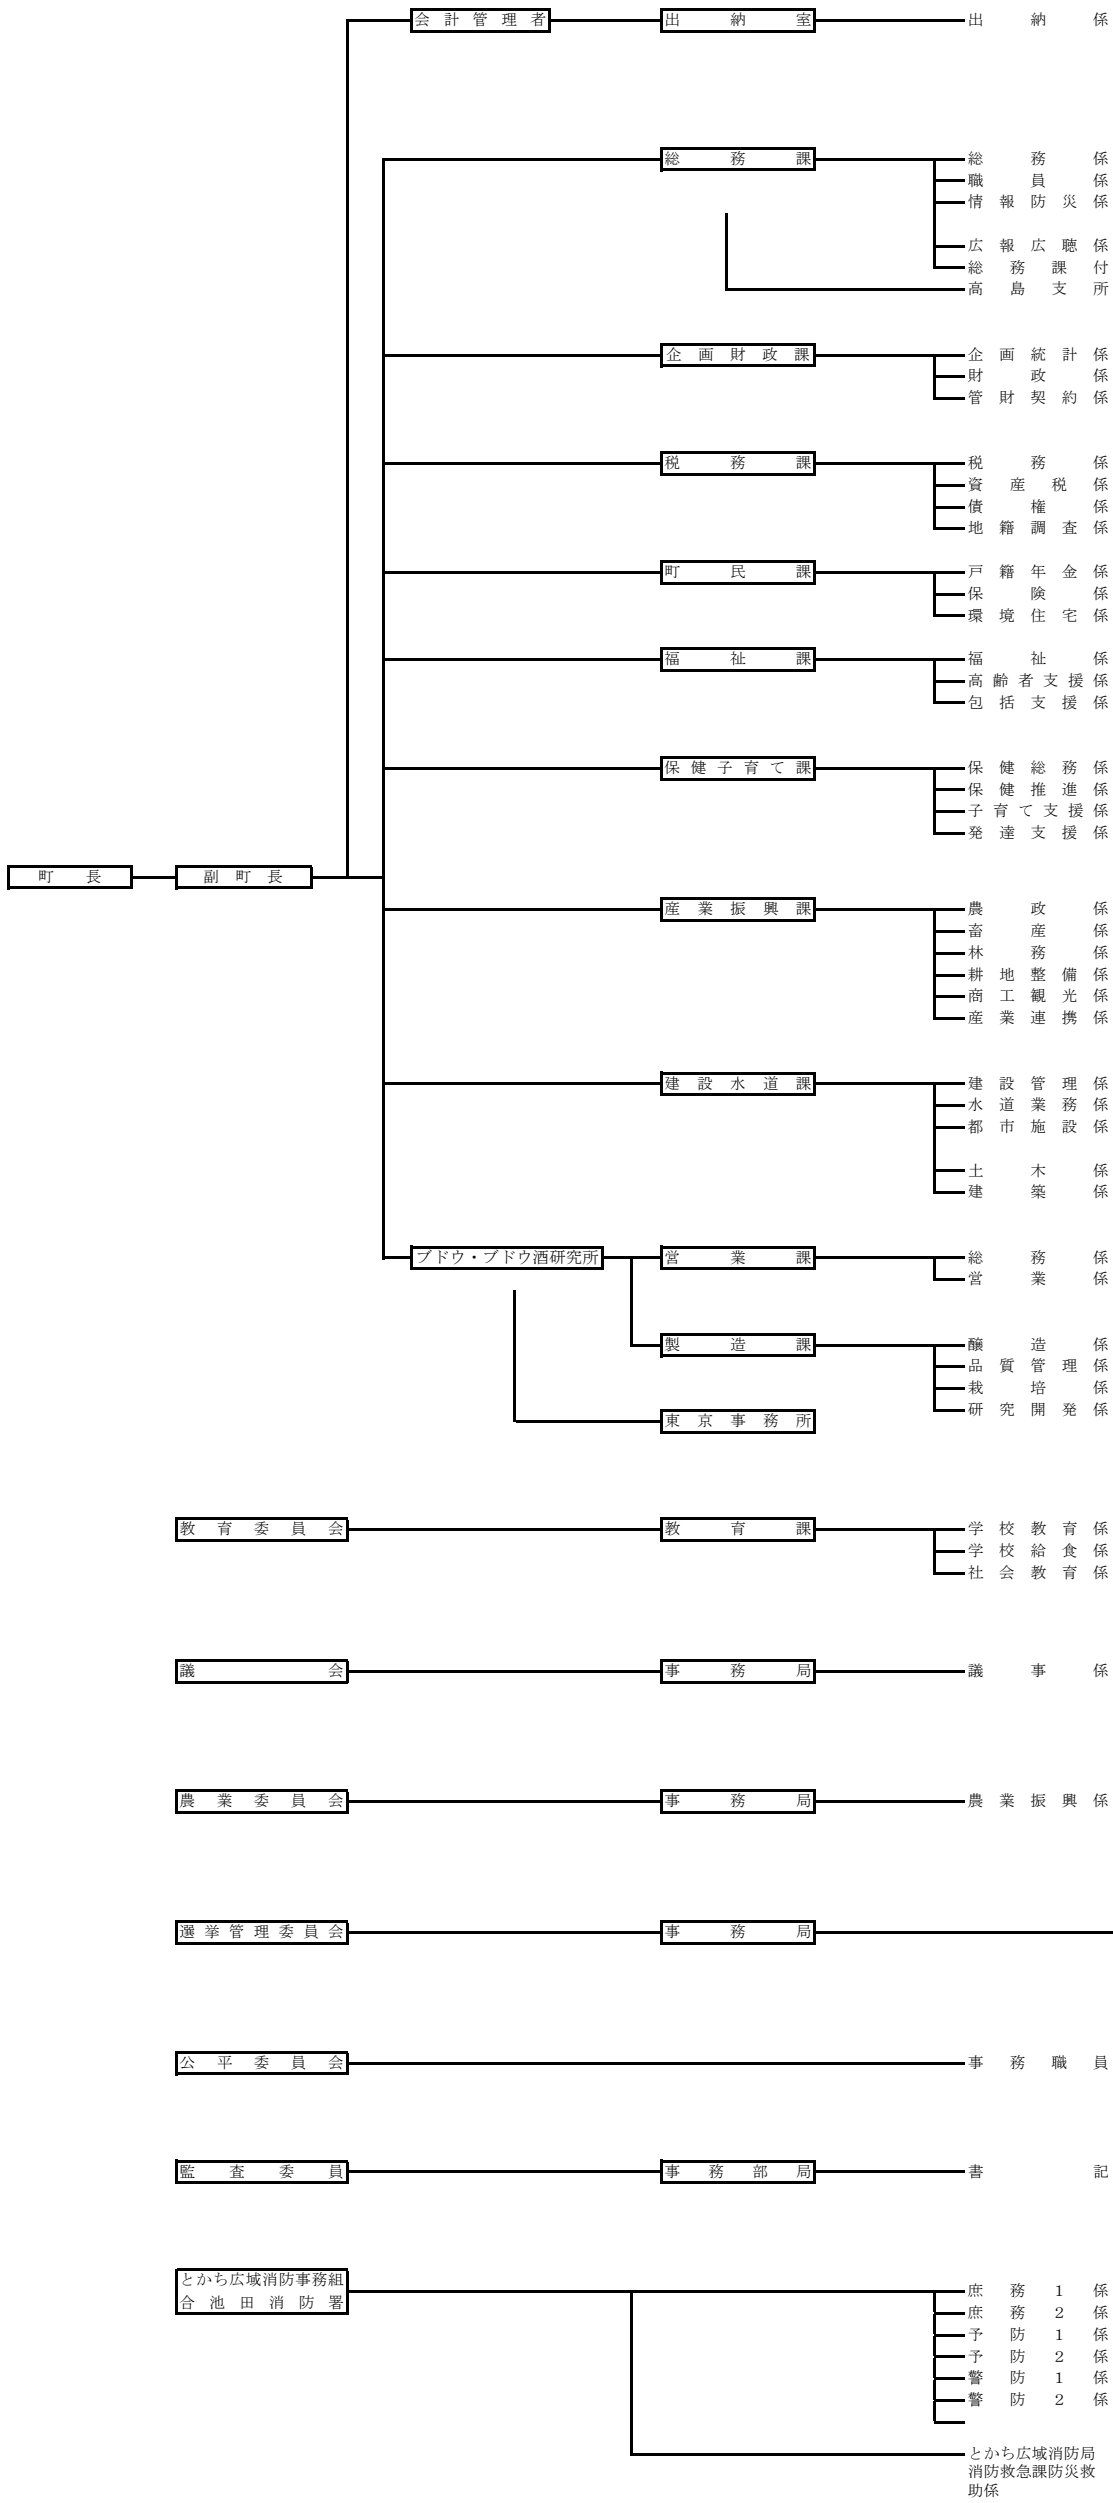 会計管理者 出納室 出納係
総務課 総務係
職員係
情報防災係
広報広聴係
総務課付
高島支所
企画財政課 企画統計係
財政係
管財契約係
税務課 税務係
資産税係
債権係
地籍調査係
町民課 戸籍年金係
保険係
環境住宅係
福祉課 福祉係
高齢者支援係
包括支援係
保健子育て課 保健総務係
保健推進係
子育て支援係
発達支援係
町長 副町長
産業振興課 農政係
畜産係
林務係
耕地整備係
商工観光係
産業連携係
建設水道課 建設管理係
水道業務係
都市施設係
土木係
建築係
ブドウ・ブドウ酒研究所 営業課 総務係
営業係
製造課 醸造係
品質管理係
栽培係
研究開発係
東京事務所
教育委員会 教育課 学校教育係
学校給食係
社会教育係
議会 事務局 議事係
農業委員会 事務局 農業振興係
選挙管理委員会 事務局
公平委員会 事務職員
監査委員 事務部局 書記
とかち広域消防事務組
合池田消防署
庶務1係
庶務2係
予防1係
予防2係
警防1係
警防2係
とかち広域消防局
消防救急課防災救
助係